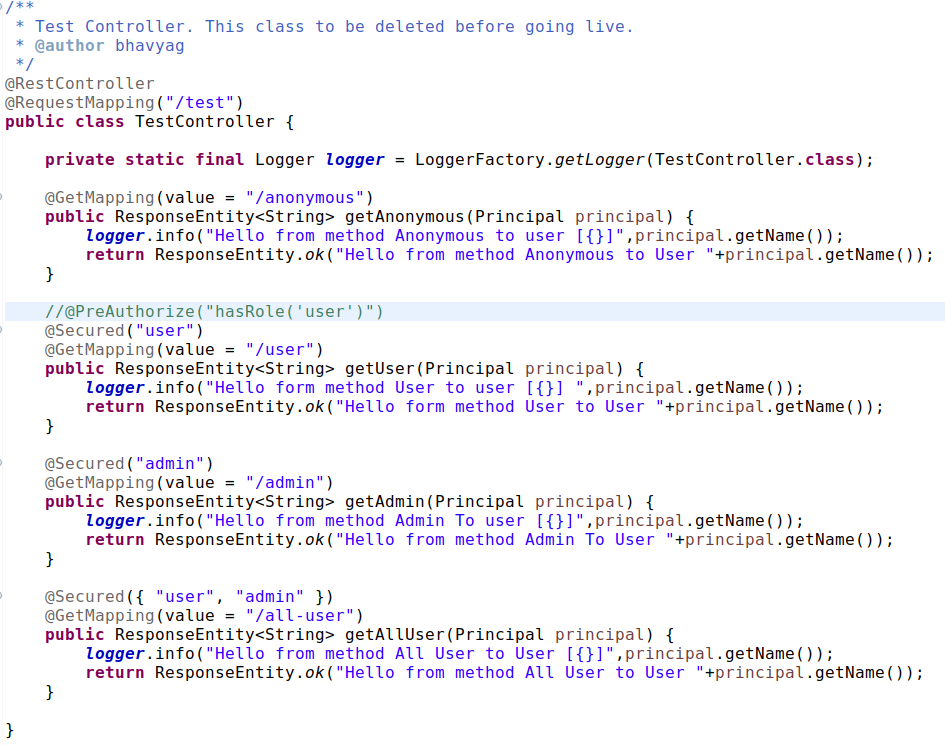 /**
 * Test Controller. This class to be deleted before going live.
 * @author bhavyag
 */
@RestController
@RequestMapping("/test")
public class TestController {
    private static final Logger logger = LoggerFactory.getLogger(TestController.class);
    @GetMapping(value = "/anonymous")
    public ResponseEntity<String> getAnonymous(Principal principal) {
        logger.info("Hello from method Anonymous to user [{}]",principal.getName());
        return ResponseEntity.ok("Hello from method Anonymous to User "+principal.getName());
    }
    //@PreAuthorize("hasRole('user')")
    @Secured("user")
    @GetMapping(value = "/user")
    public ResponseEntity<String> getUser(Principal principal) {
        logger.info("Hello form method User to user [{}] ",principal.getName());
        return ResponseEntity.ok("Hello form method User to User "+principal.getName());
    }
    @Secured("admin")
    @GetMapping(value = "/admin")
    public ResponseEntity<String> getAdmin(Principal principal) {
        logger.info("Hello from method Admin To user [{}]",principal.getName());
        return ResponseEntity.ok("Hello from method Admin To User "+principal.getName());
    }
    @Secured({ "user", "admin" })
    @GetMapping(value = "/all-user")
    public ResponseEntity<String> getAllUser(Principal principal) {
        logger.info("Hello from method All User to User [{}]",principal.getName());
        return ResponseEntity.ok("Hello from method All User to User "+principal.getName());
    }
}